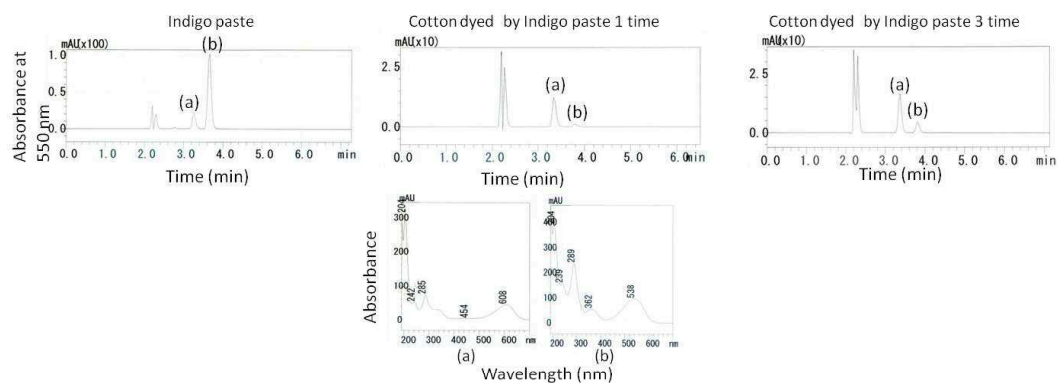 Indigo paste
Cotton dyed by Indigo paste 1 time
Cotton dyed by Indigo paste 3 time
Absorbance at
550 nm
mAU(x100)
1.0
0.5
0.0
(a)
(b)
0.0 1.0 2.0 3.0 4.0 5.0 6.0 min
Time (min)
mAU(x10)
2.5
0.0
(a)
(b)
0.0 1.0 2.0 3.0 4.0 5.0 6.0 min
Time (min)
mAU(x10)
2.5
0.0
(a)
(b)
0.0 1.0 2.0 3.0 4.0 5.0 6.0 min
Time (min)
Absorbance
mAU
300
200
100
0
204
242
285
454
608
200 300 400 500 600 nm
(a)
mAU
400
300
200
100
0
239
289
362
538
200 300 400 500 600 nm
(b)
Wavelength (nm)